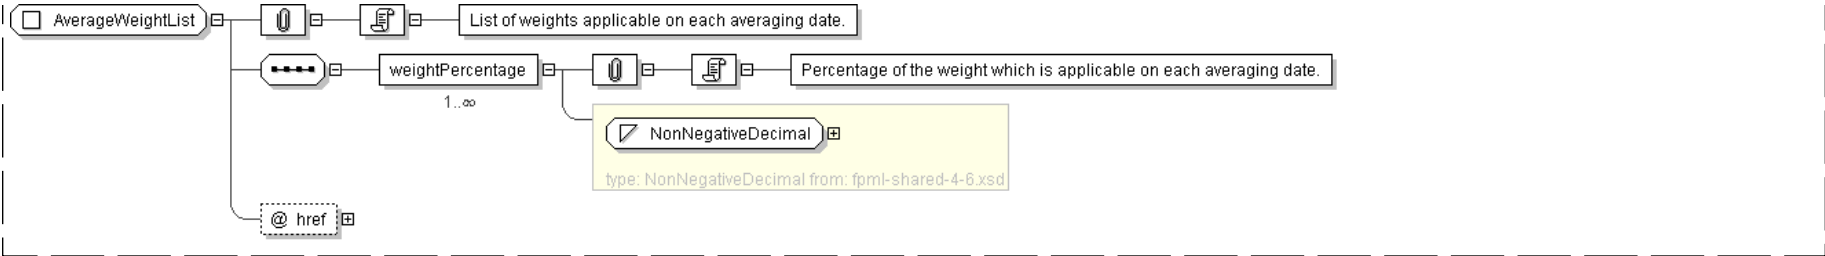 AverageWeightList
List of weights applicable on each averaging date.
weightPercentage
Percentage of the weight which is applicable on each averaging date.
1..∞
NonNegativeDecimal
type: NonNegativeDecimal from: fpml-shared-4-6.xsd
@ href